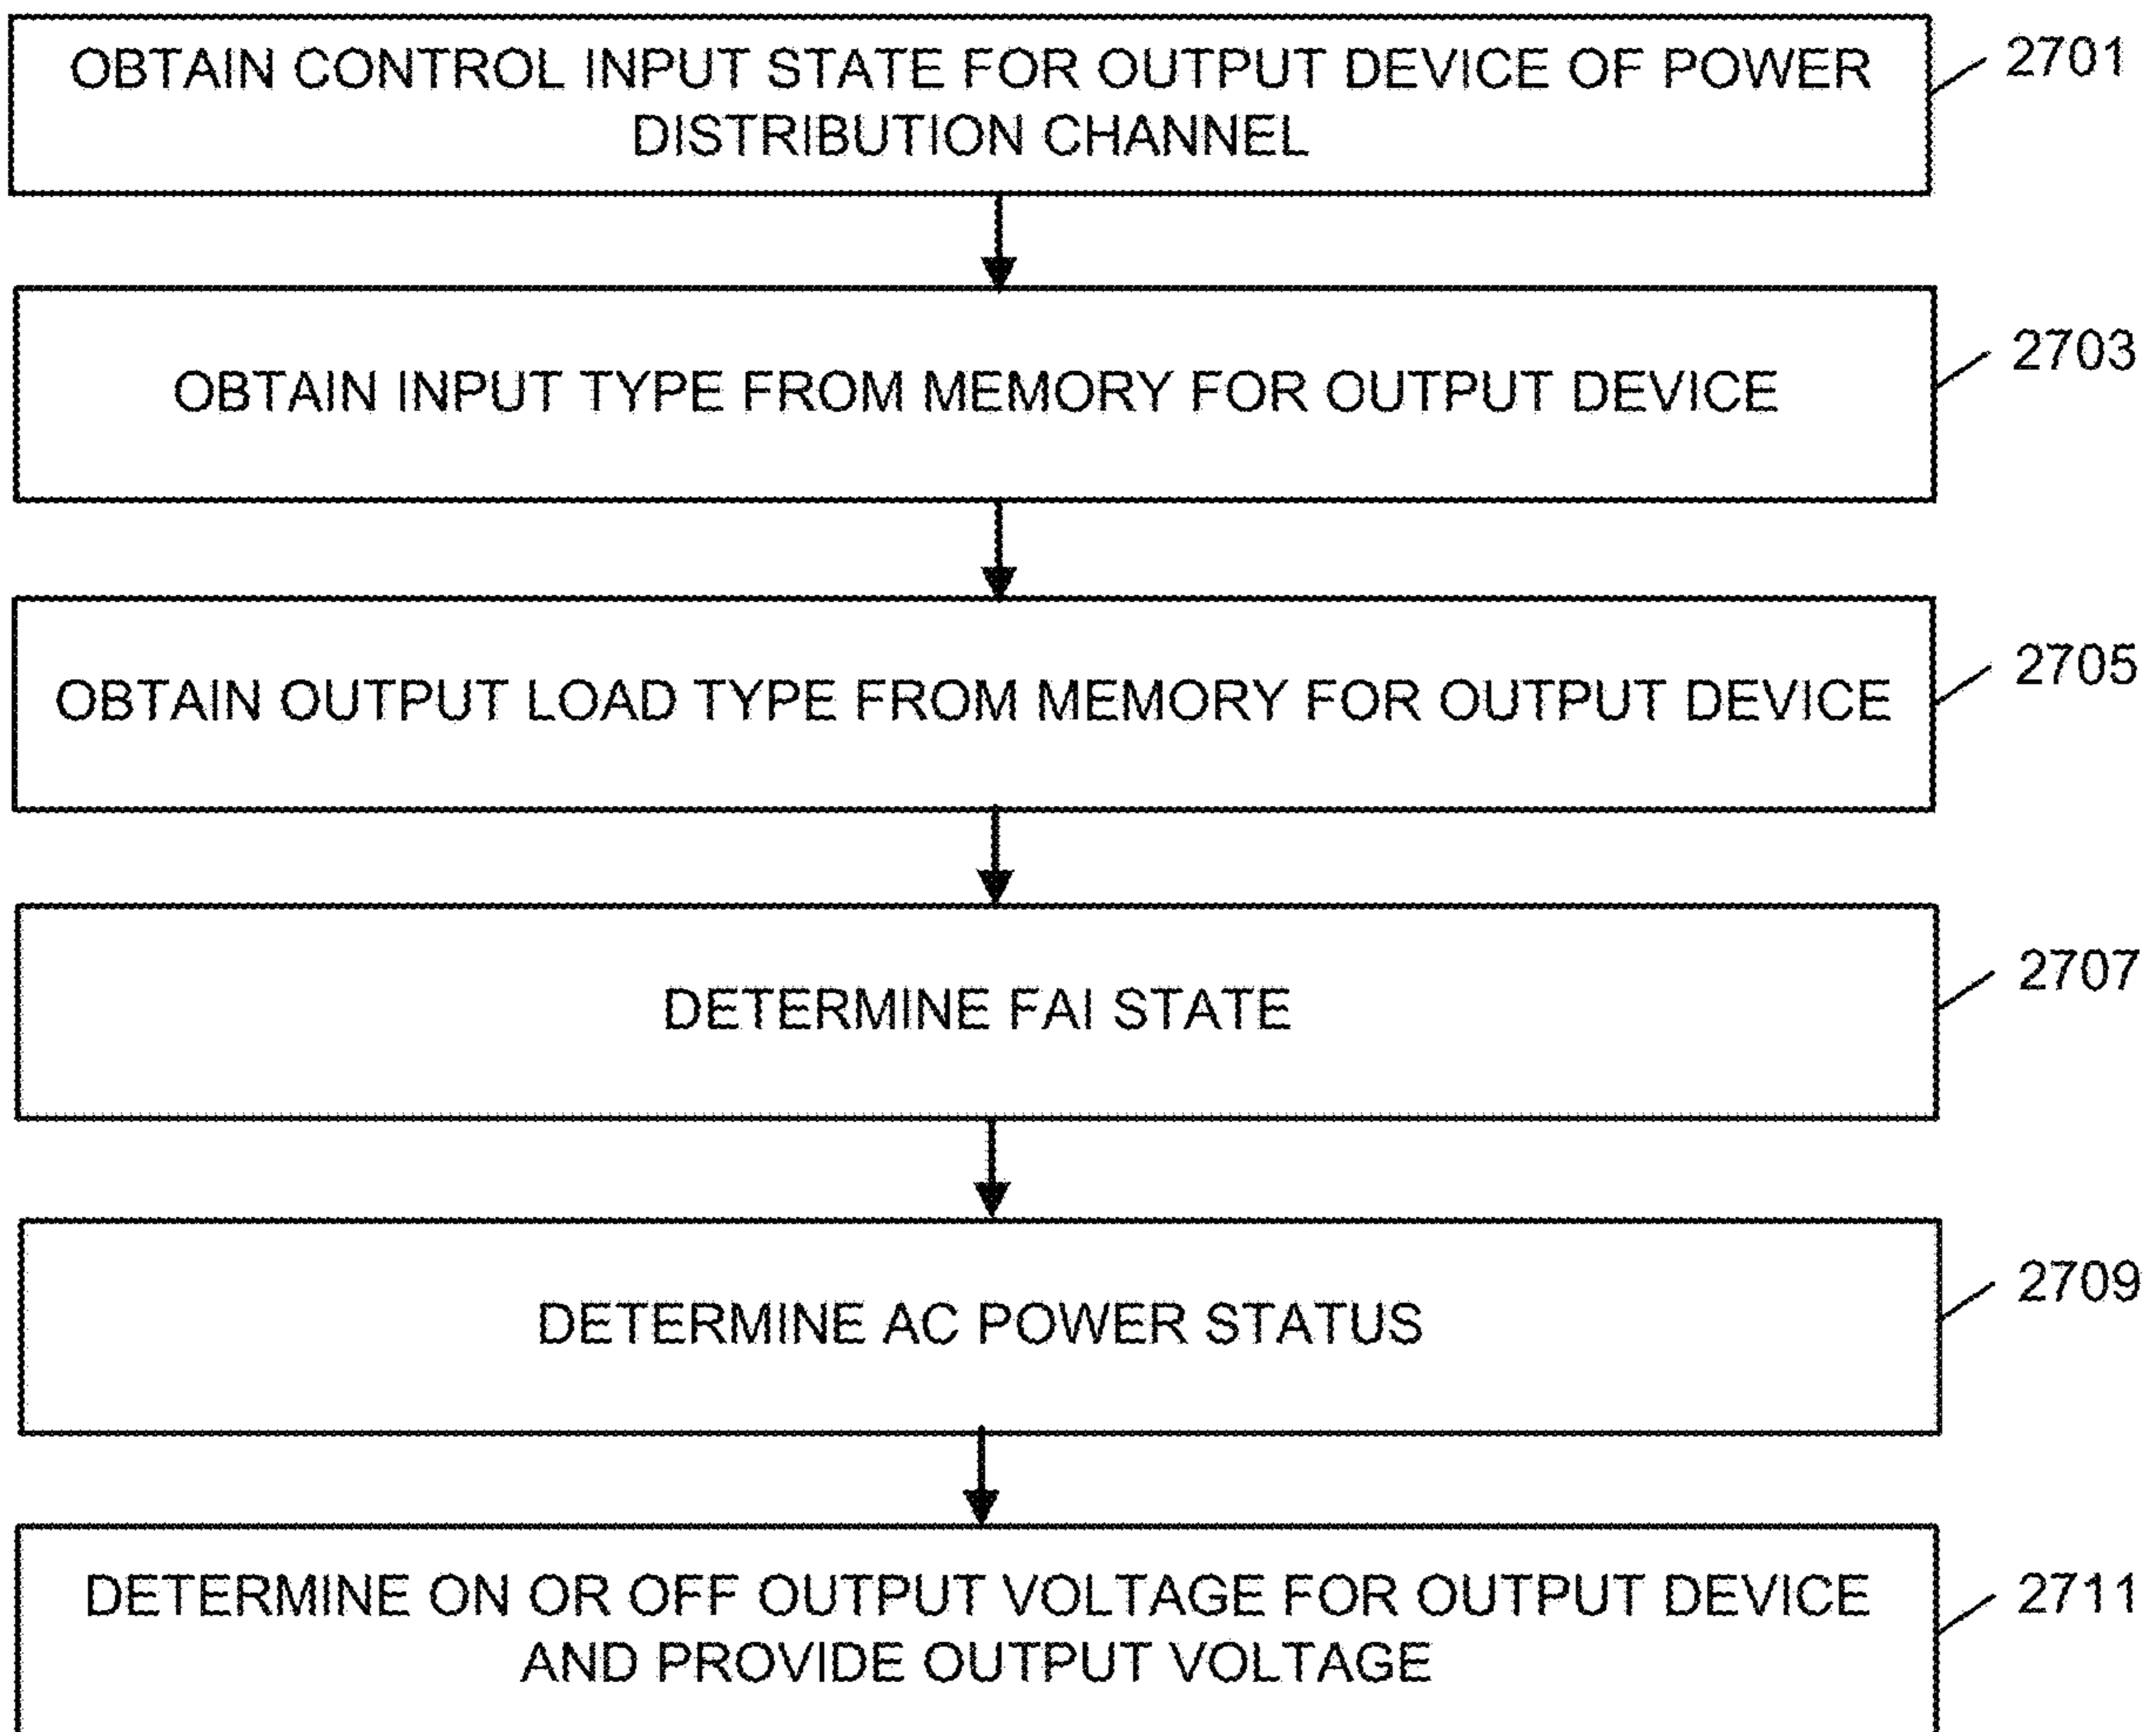 OBTAIN CONTROL INPUT STATE FOR OUTPUT DEVICE OF POWER
DISTRIBUTION CHANNEL
2701
OBTAIN INPUT TYPE FROM MEMORY FOR OUTPUT DEVICE
2703
OBTAIN OUTPUT LOAD TYPE FROM MEMORY FOR OUTPUT DEVICE
2705
DETERMINE FAI STATE
2707
DETERMINE AC POWER STATUS
2709
DETERMINE ON OR OFF OUTPUT VOLTAGE FOR OUTPUT DEVICE
AND PROVIDE OUTPUT VOLTAGE
2711